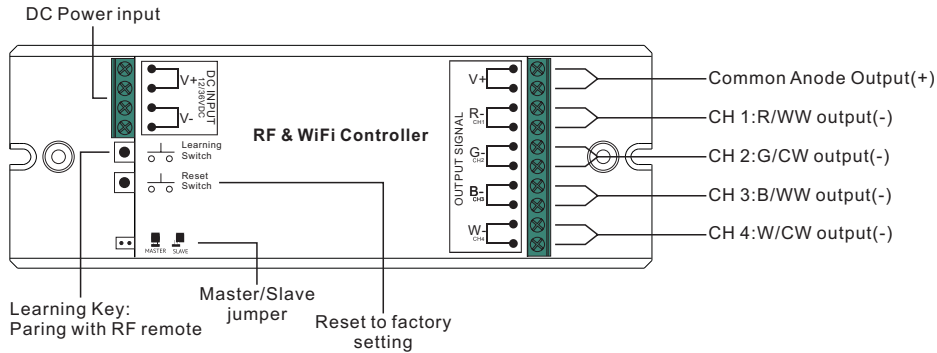 DC Power input
V+
V-
DC INPUT
12/36VDC
RF & WiFi Controller
Learning
Switch
Reset
Switch
MASTER
SLAVE
OUTPUT SIGNAL
V+
R-
CH1
G-
CH2
B-
CH3
W-
CH4
Common Anode Output(+)
CH 1:R/WW output(-)
CH 2:G/CW output(-)
CH 3:B/WW output(-)
CH 4:W/CW output(-)
Learning Key:
Paring with RF remote
Master/Slave
jumper
Reset to factory
setting